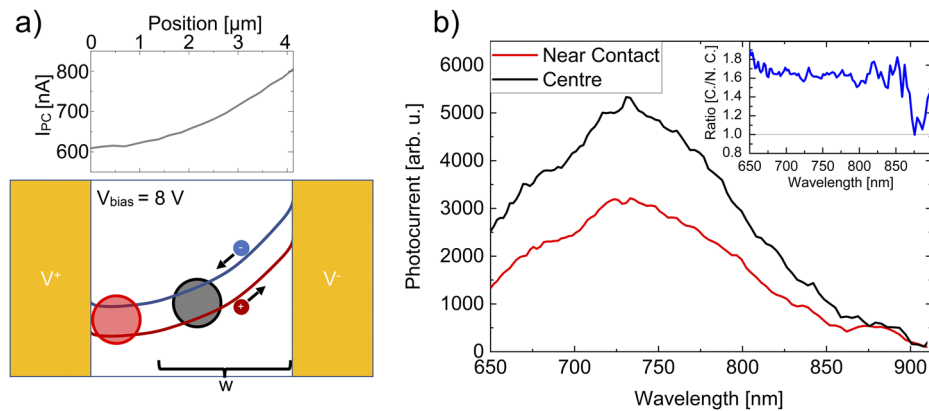 a)
Position [µm]
0 1 2 3 4
I_PC [nA]
800
700
600
V_bias = 8 V
V⁺
V⁻
-
+
w
b)
Near Contact
Centre
Photocurrent [arb. u.]
6000
5000
4000
3000
2000
1000
0
650 700 750 800 850 900
Wavelength [nm]
Ratio [C./N. C.]
1.8
1.6
1.4
1.2
1.0
0.8
650 700 750 800 850
Wavelength [nm]